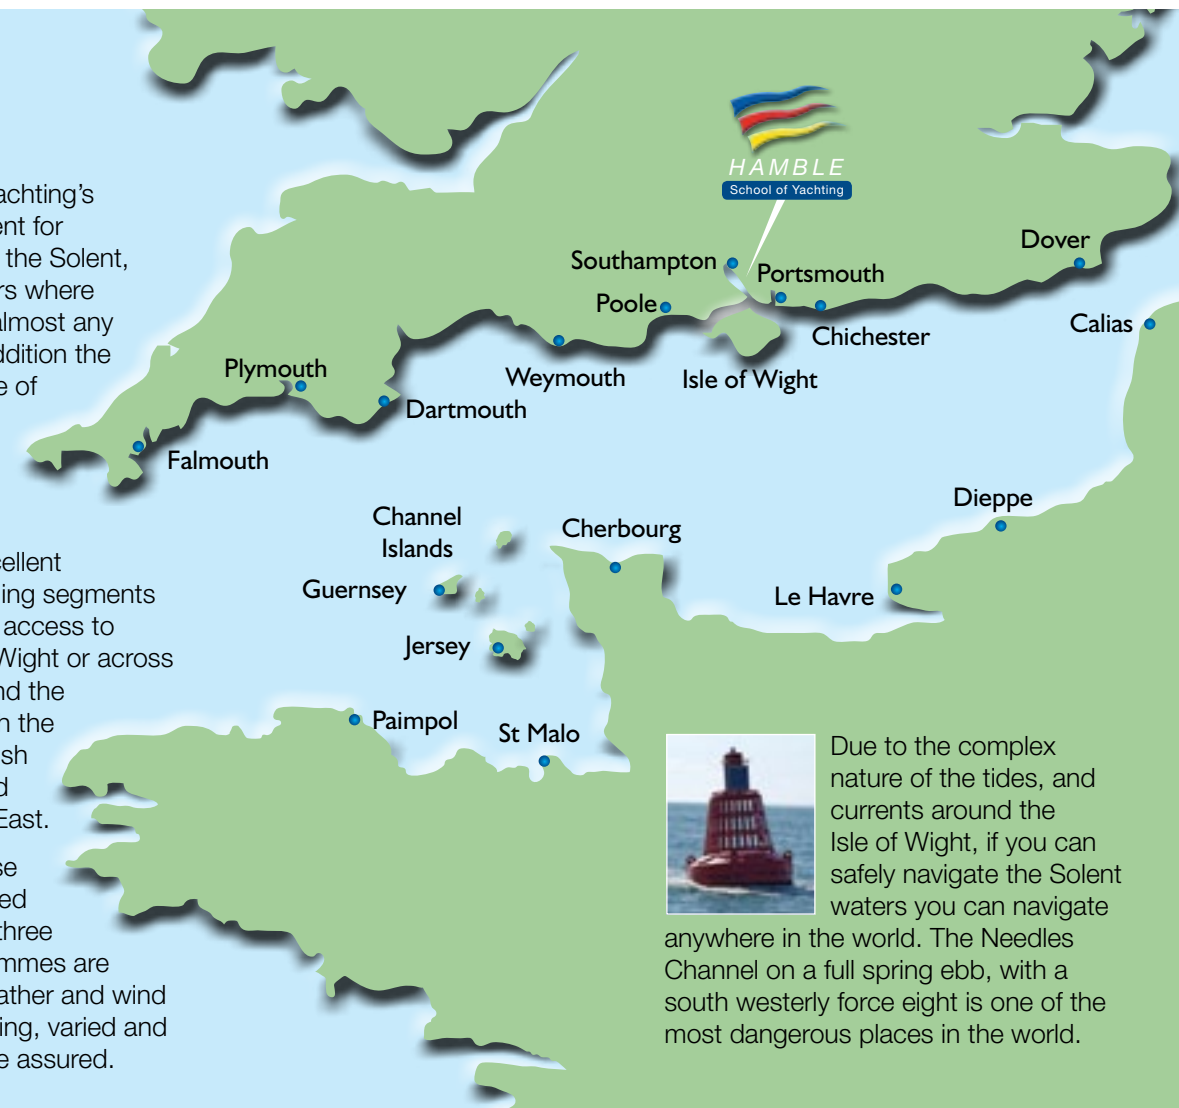 HAMBLE
School of Yachting
achting's
ent for
the Solent,
rs where
almost any
ddition the
e of
Dover
Southampton
Portsmouth
Poole
Chichester
Calias
Plymouth
Weymouth
Isle of Wight
Dartmouth
Falmouth
Dieppe
Channel
Islands
Cherbourg
Guernsey
Le Havre
Jersey
Paimpol
St Malo
cellent
ing segments
access to
Wight or across
nd the
n the
sh
d
East.
se
ed
three
mmes are
ather and wind
ing, varied and
e assured.
Due to the complex
nature of the tides, and
currents around the
Isle of Wight, if you can
safely navigate the Solent
waters you can navigate
anywhere in the world. The Needles
Channel on a full spring ebb, with a
south westerly force eight is one of the
most dangerous places in the world.